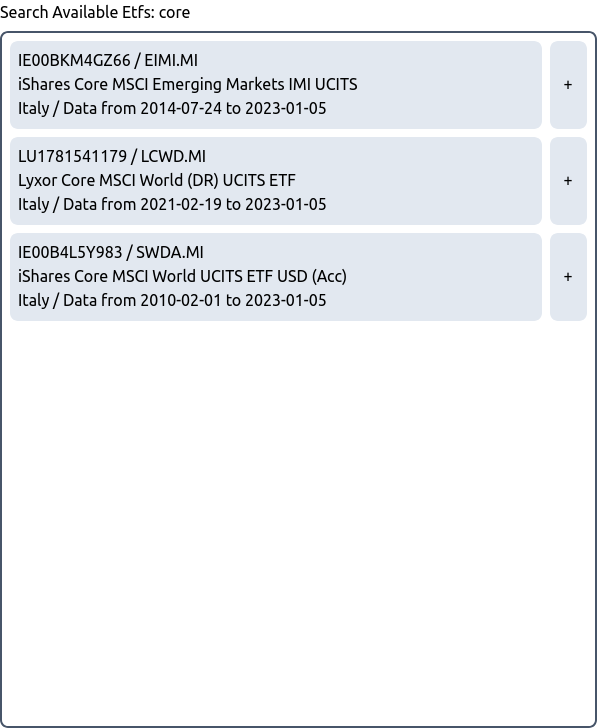 Search Available Etfs: core
IE00BKM4GZ66 / EIMI.MI
iShares Core MSCI Emerging Markets IMI UCITS
Italy / Data from 2014-07-24 to 2023-01-05
+
LU1781541179 / LCWD.MI
Lyxor Core MSCI World (DR) UCITS ETF
Italy / Data from 2021-02-19 to 2023-01-05
+
IE00B4L5Y983 / SWDA.MI
iShares Core MSCI World UCITS ETF USD (Acc)
Italy / Data from 2010-02-01 to 2023-01-05
+